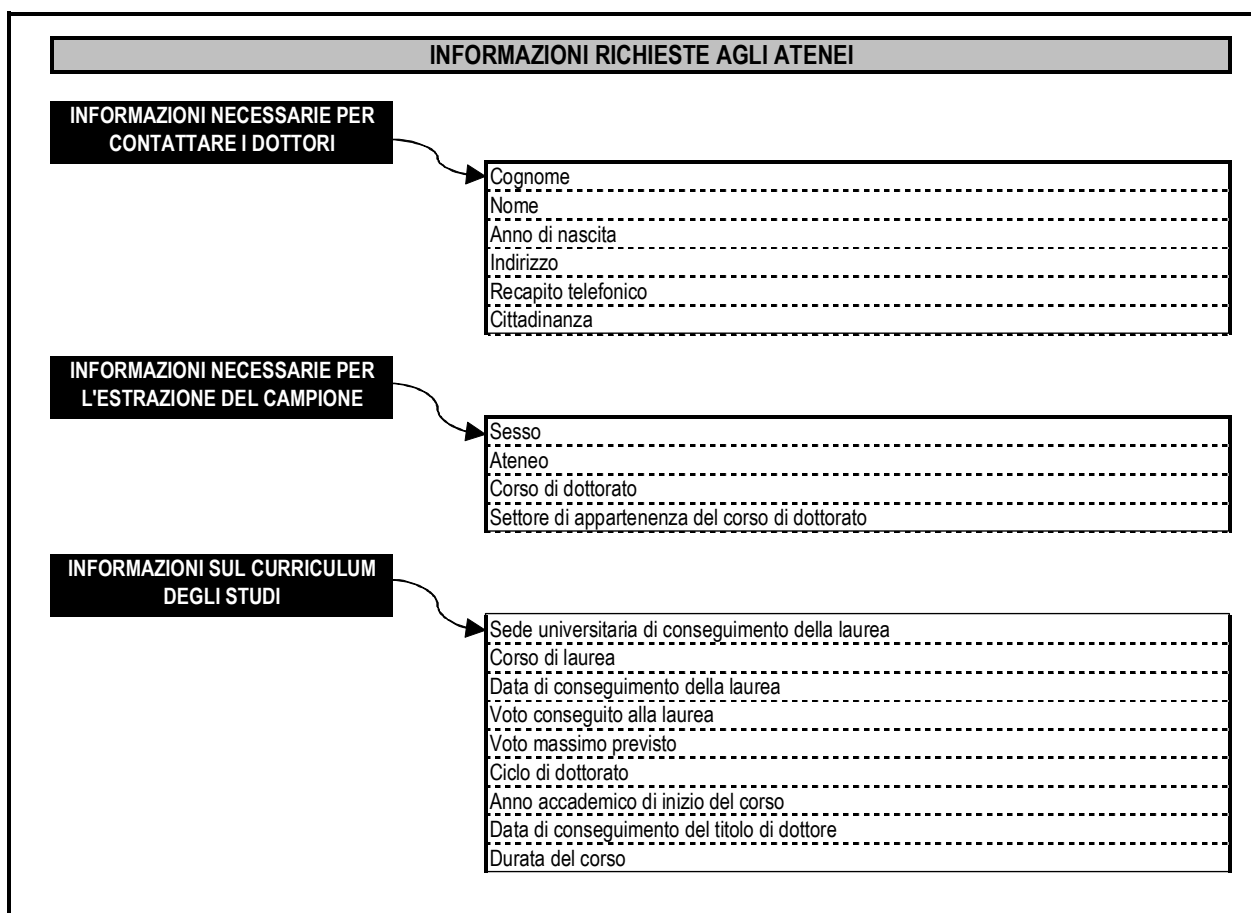 INFORMAZIONI RICHIESTE AGLI ATENEI
INFORMAZIONI NECESSARIE PER
CONTATTARE I DOTTORI
Cognome
Nome
Anno di nascita
Indirizzo
Recapito telefonico
Cittadinanza
INFORMAZIONI NECESSARIE PER
L'ESTRAZIONE DEL CAMPIONE
Sesso
Ateneo
Corso di dottorato
Settore di appartenenza del corso di dottorato
INFORMAZIONI SUL CURRICULUM
DEGLI STUDI
Sede universitaria di conseguimento della laurea
Corso di laurea
Data di conseguimento della laurea
Voto conseguito alla laurea
Voto massimo previsto
Ciclo di dottorato
Anno accademico di inizio del corso
Data di conseguimento del titolo di dottore
Durata del corso